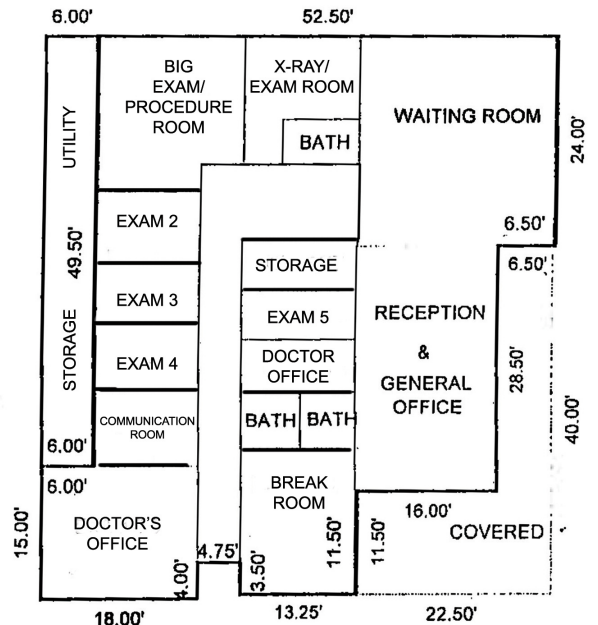 6.00'
52.50'
BIG
EXAM/
PROCEDURE
ROOM
X-RAY/
EXAM ROOM
UTILITY
WAITING ROOM
24.00'
BATH
EXAM 2
6.50'
49.50'
STORAGE
6.50'
EXAM 3
EXAM 5
RECEPTION
&
GENERAL
OFFICE
28.50'
STORAGE
EXAM 4
DOCTOR
OFFICE
40.00'
COMMUNICATION
ROOM
BATH
BATH
6.00'
6.00'
BREAK
ROOM
16.00'
15.00'
DOCTOR'S
OFFICE
4.00'
4.75'
3.50'
11.50'
11.50'
COVERED
18.00'
13.25'
22.50'